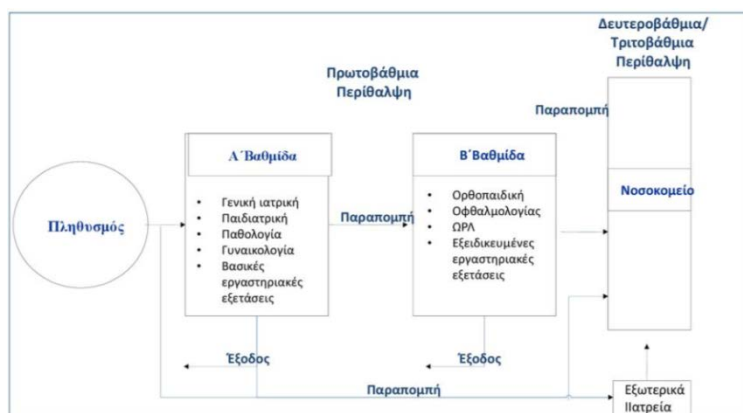 Δευτεροβάθμια/
Τριτοβάθμια
Περίθαλψη
Πρωτοβάθμια
Περίθαλψη
Παραπομπή
Α΄Βαθμίδα
Β΄Βαθμίδα
Νοσοκομείο
Πληθυσμός
• Γενική ιατρική
• Παιδιατρική
• Παθολογία
• Γυναικολογία
• Βασικές
εργαστηριακές
εξετάσεις
Παραπομπή
• Ορθοπαιδική
• Οφθαλμολογίας
• ΩΡΛ
• Εξειδικευμένες
εργαστηριακές
εξετάσεις
Έξοδος
Έξοδος
Παραπομπή
Εξωτερικά
Ιατρεία